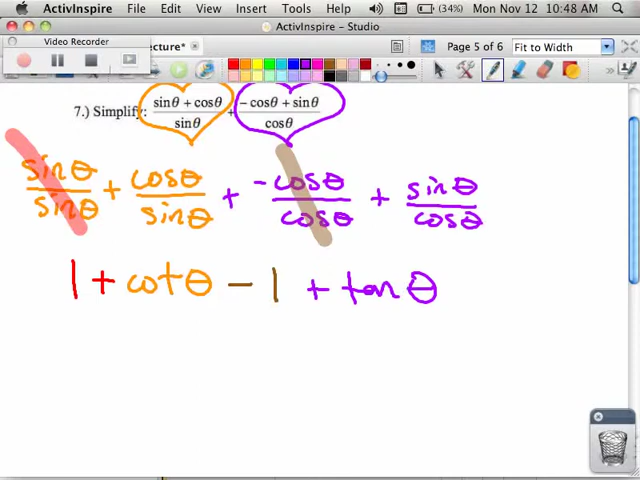 ActivInspire File Edit View Insert Tools (34%) Mon Nov 12 10:48 AM
ActivInspire - Studio
Video Recorder
ecture*
Page 5 of 6 Fit to Width
7.) Simplify: sinθ + cosθ / sinθ + - cosθ + sinθ / cosθ
sinθ / sinθ + cosθ / sinθ + - cosθ / cosθ + sinθ / cosθ
1 + cotθ - 1 + tanθ